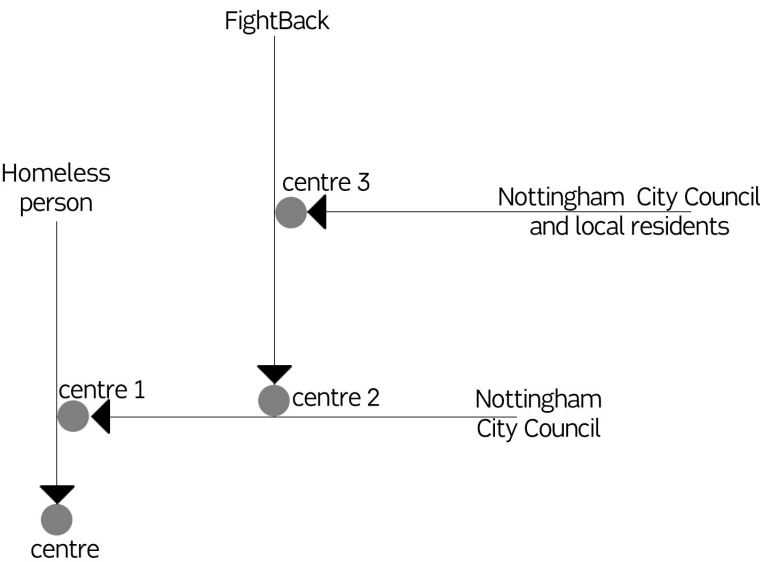 FightBack
Homeless
person
centre 3
Nottingham City Council
and local residents
centre 1
centre 2
Nottingham
City Council
centre